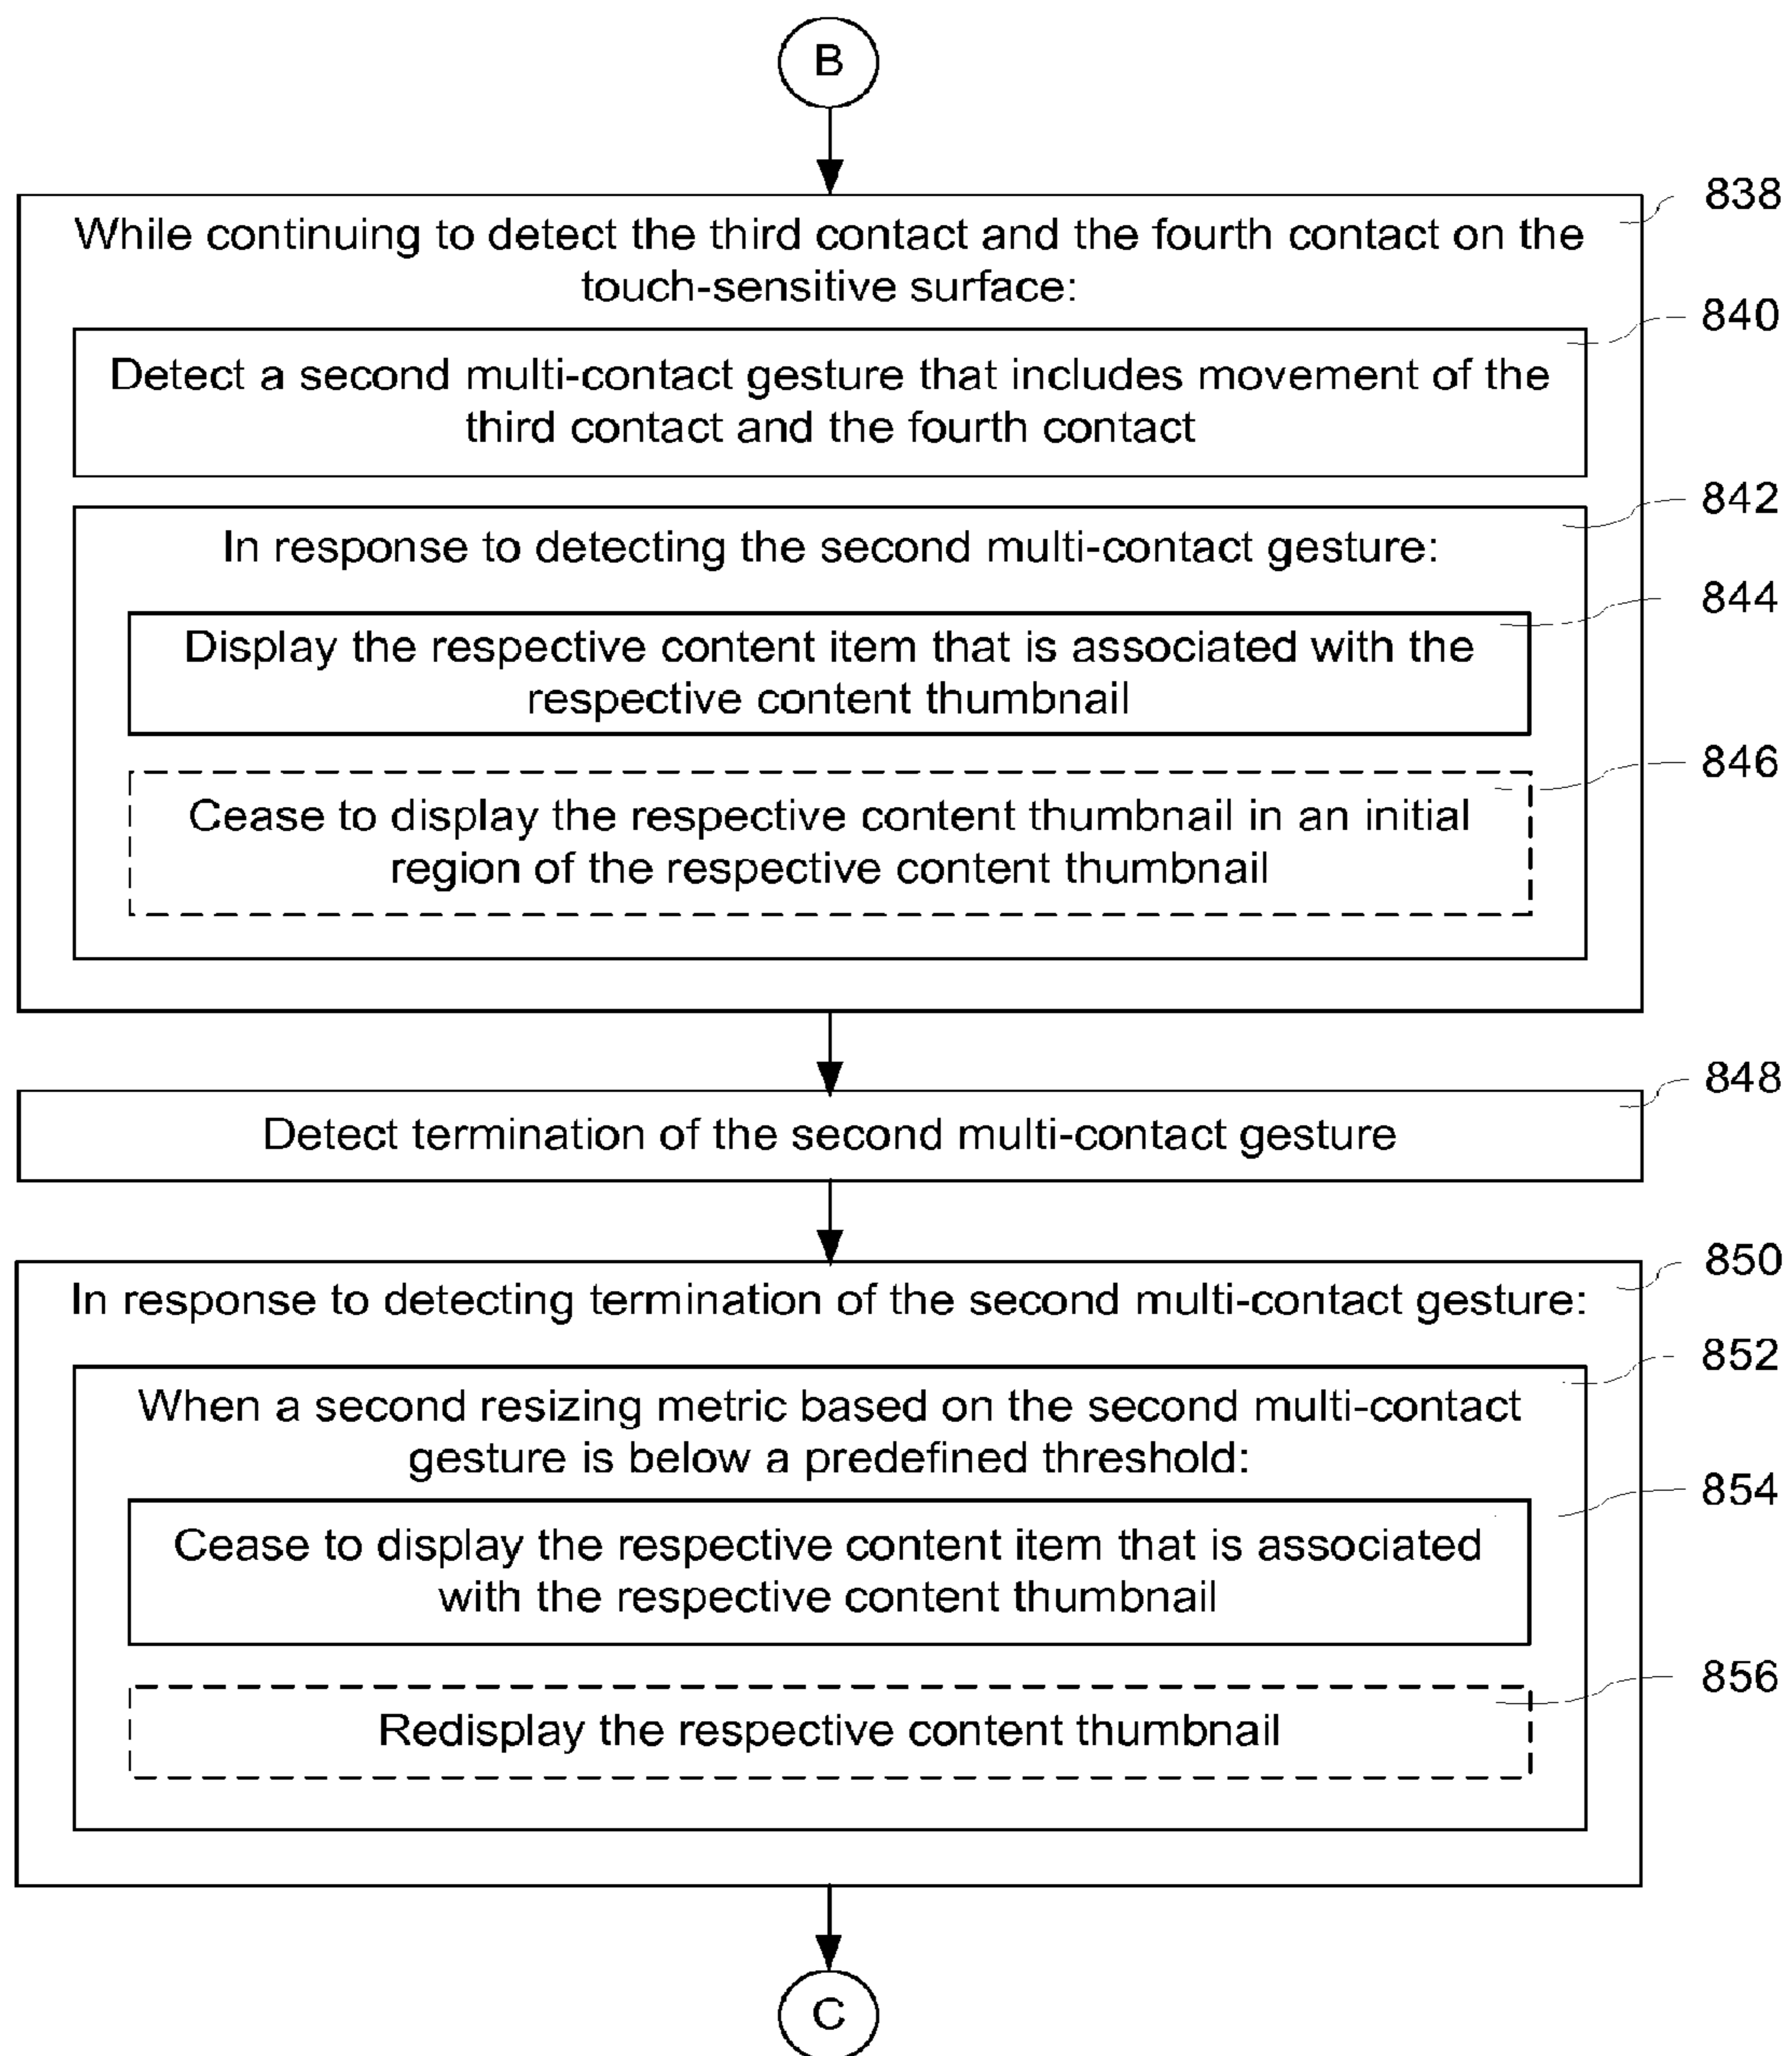 B
838
While continuing to detect the third contact and the fourth contact on the
touch-sensitive surface:
840
Detect a second multi-contact gesture that includes movement of the
third contact and the fourth contact
842
In response to detecting the second multi-contact gesture:
844
Display the respective content item that is associated with the
respective content thumbnail
846
Cease to display the respective content thumbnail in an initial
region of the respective content thumbnail
848
Detect termination of the second multi-contact gesture
850
In response to detecting termination of the second multi-contact gesture:
852
When a second resizing metric based on the second multi-contact
gesture is below a predefined threshold:
854
Cease to display the respective content item that is associated
with the respective content thumbnail
856
Redisplay the respective content thumbnail
C